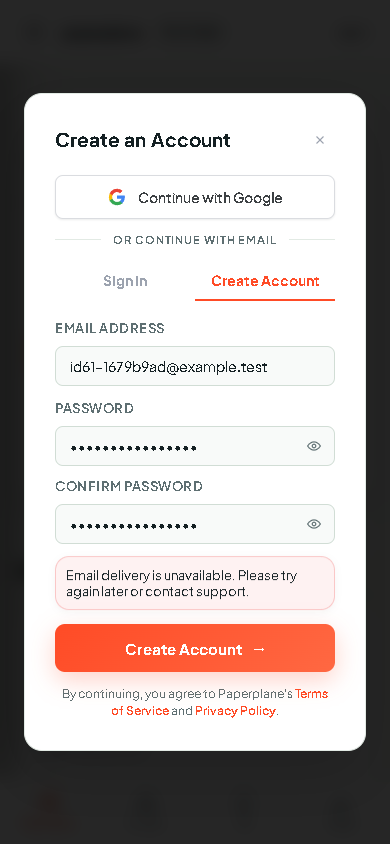 Create an Account
×
Continue with Google
OR CONTINUE WITH EMAIL
Sign In
Create Account
EMAIL ADDRESS
id61-1679b9ad@example.test
PASSWORD
•••••••••••••••
CONFIRM PASSWORD
•••••••••••••••
Email delivery is unavailable. Please try
again later or contact support.
Create Account →
By continuing, you agree to Paperplane's Terms
of Service and Privacy Policy.